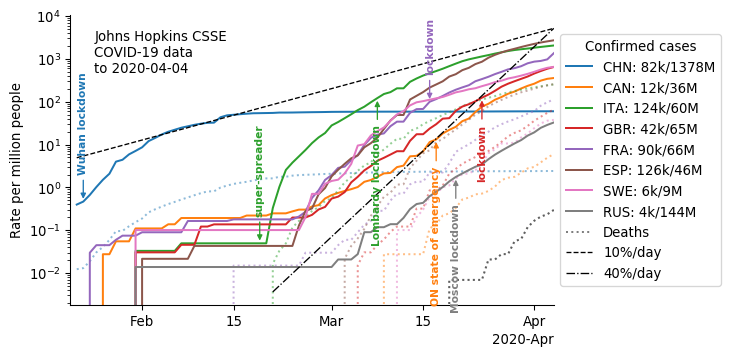 Johns Hopkins CSSE
COVID-19 data
to 2020-04-04
Rate per million people
10⁴
10³
10²
10¹
10⁰
10⁻¹
10⁻²
Wuhan lockdown
super-spreader
Lombardy lockdown
lockdown
ON state of emergency
Moscow lockdown
lockdown
Feb
15
Mar
15
Apr
2020-Apr
Confirmed cases
CHN: 82k/1378M
CAN: 12k/36M
ITA: 124k/60M
GBR: 42k/65M
FRA: 90k/66M
ESP: 126k/46M
SWE: 6k/9M
RUS: 4k/144M
Deaths
10%/day
40%/day